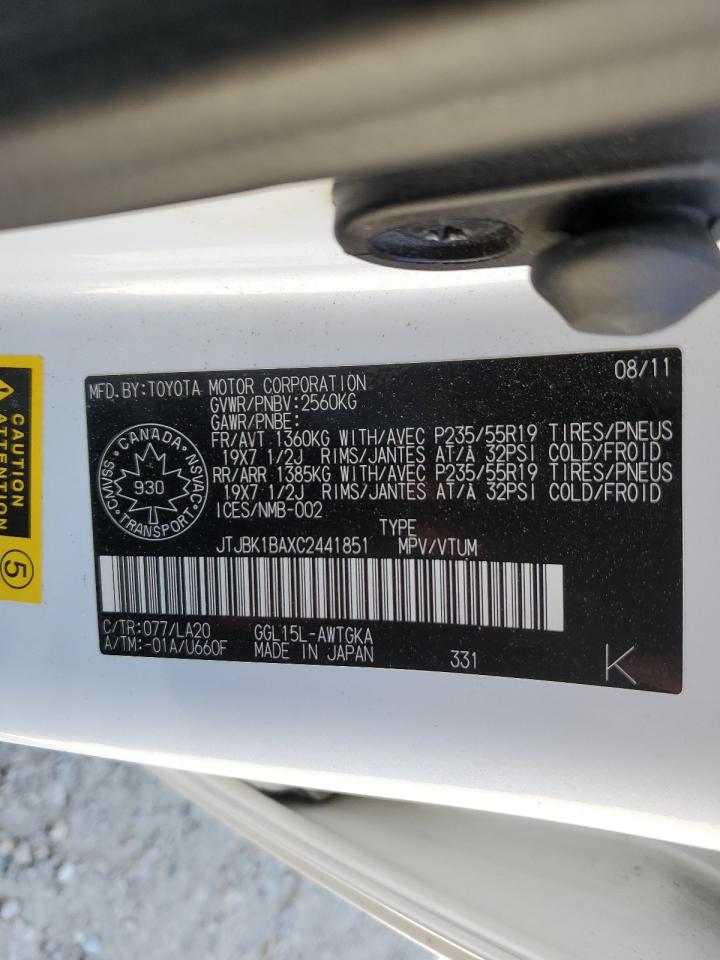 08/11
MFD.BY:TOYOTA MOTOR CORPORATION
GVWR/PNBV:2560KG
GAWR/PNBE:
FR/AVT 1360KG WITH/AVEC P235/55R19 TIRES/PNEUS
19X7 1/2J RIMS/JANTES AT/À 32PSI COLD/FROID
RR/ARR 1385KG WITH/AVEC P235/55R19 TIRES/PNEUS
19X7 1/2J RIMS/JANTES AT/À 32PSI COLD/FROID
ICES/NMB-002
CANADA
CMVSS
NSVAC
930
TRANSPORT
TYPE
JTJBK1BAXC2441851 MPV/VTUM
C/TR:077/LA20 GGL15L-AWTGKA
A/TM:-01A/U660F MADE IN JAPAN 331 K
CAUTION
ATTENTION
5